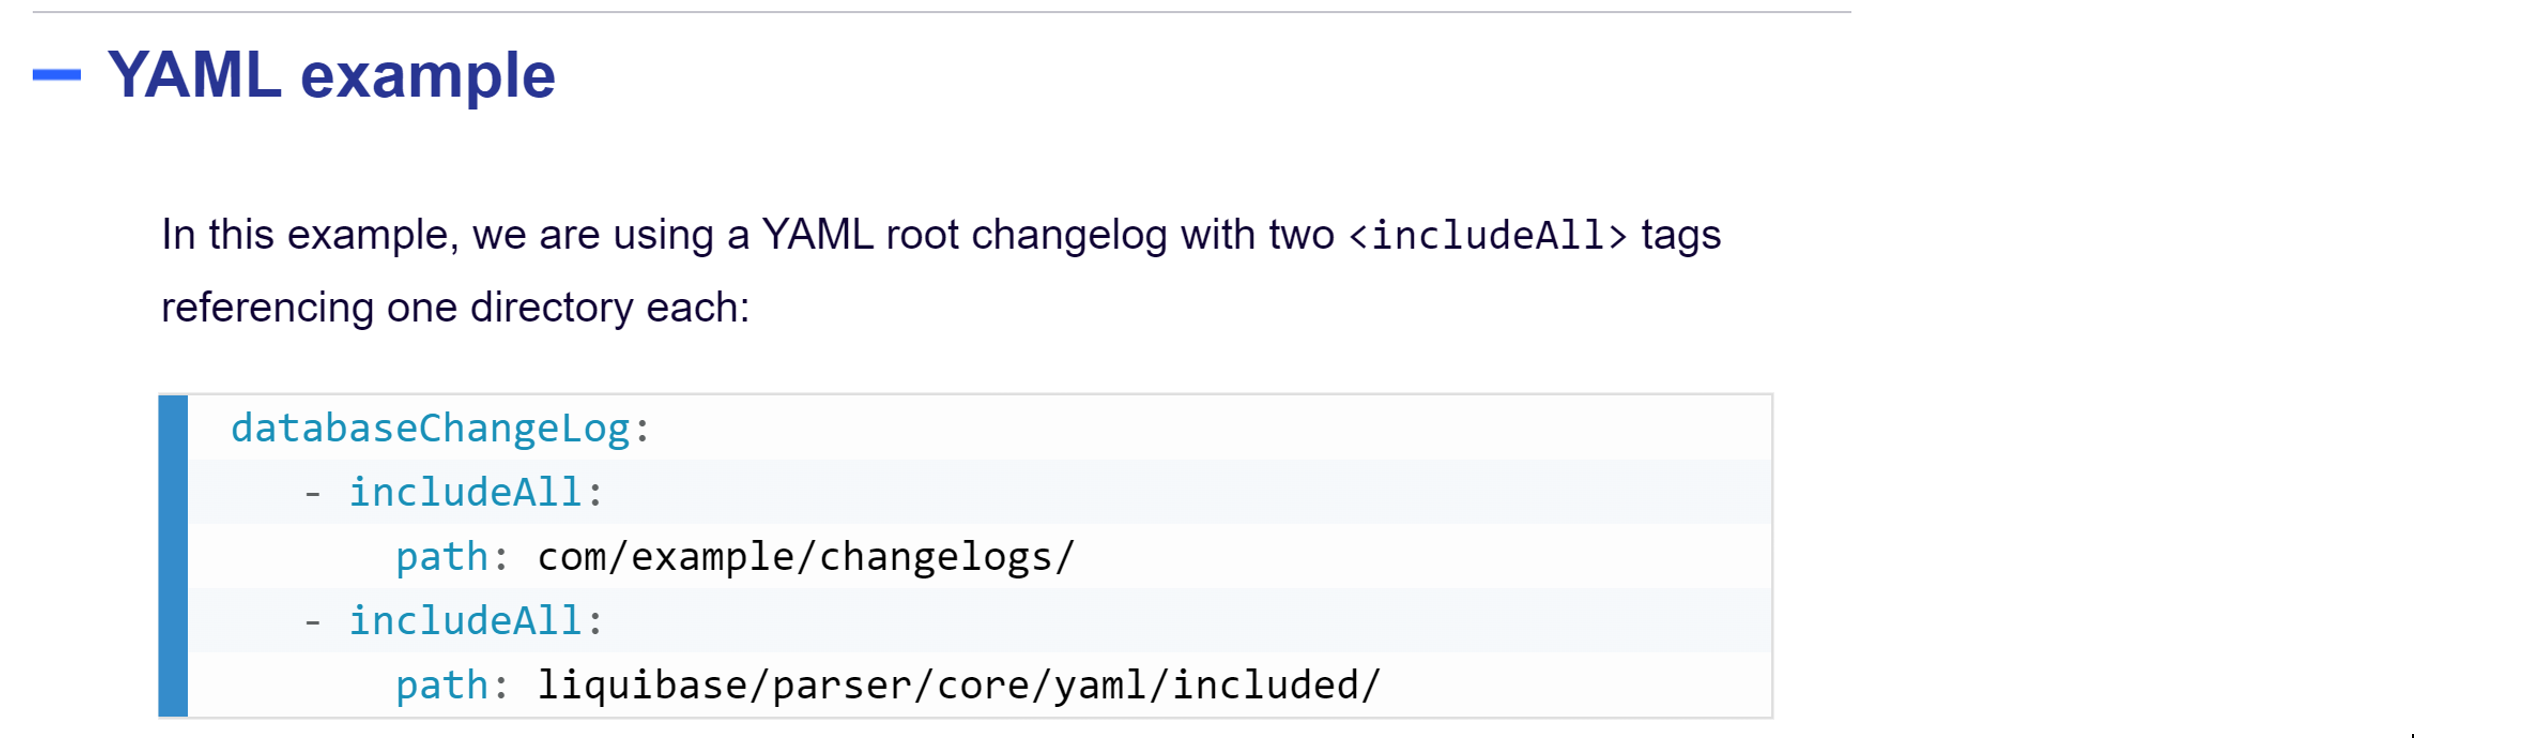 YAML example
In this example, we are using a YAML root changelog with two <includeAll> tags
referencing one directory each:
databaseChangeLog:
- includeAll:
path: com/example/changelogs/
- includeAll:
path: liquibase/parser/core/yaml/included/